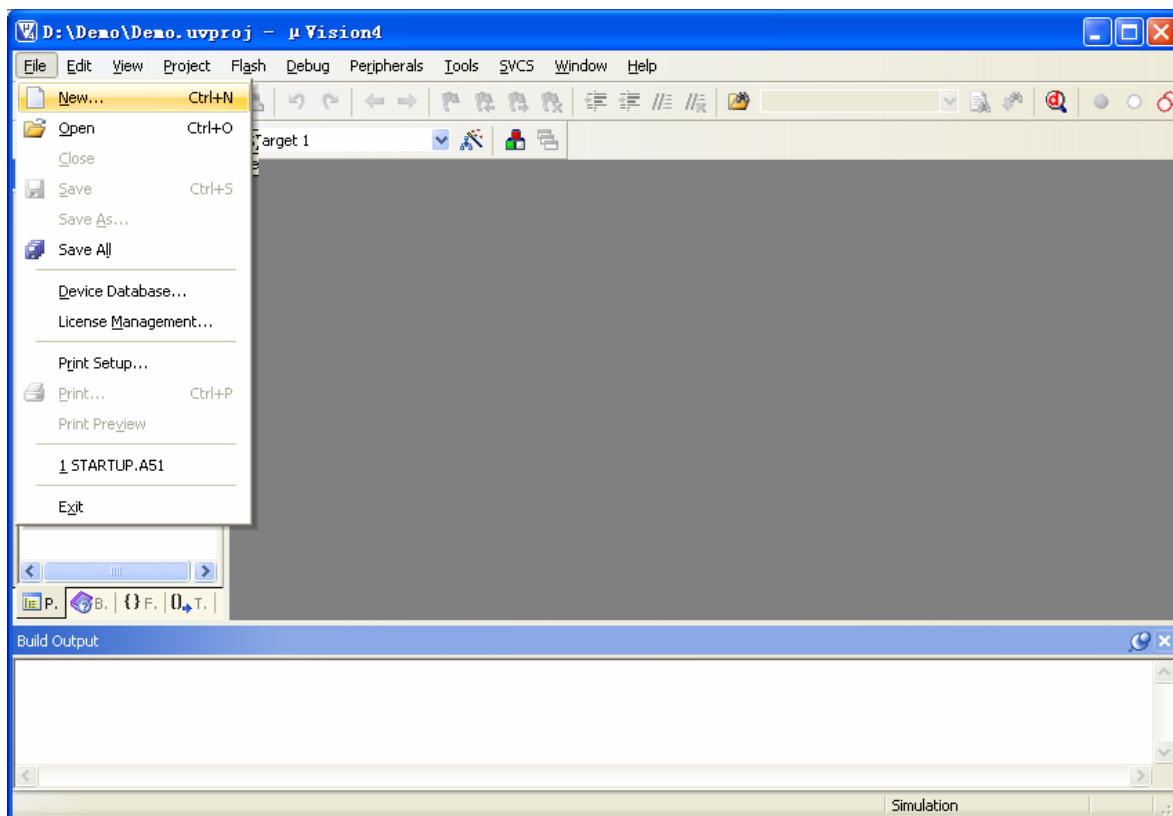 D:\Demo\Demo.uvproj - µVision4
File Edit View Project Flash Debug Peripherals Tools SVCS Window Help
New... Ctrl+N
Open Ctrl+O
arget 1
Close
Save Ctrl+S
Save As...
Save All
Device Database...
License Management...
Print Setup...
Print... Ctrl+P
Print Preview
1 STARTUP.A51
Exit
P. B. {} F. 0 T.
Build Output
Simulation